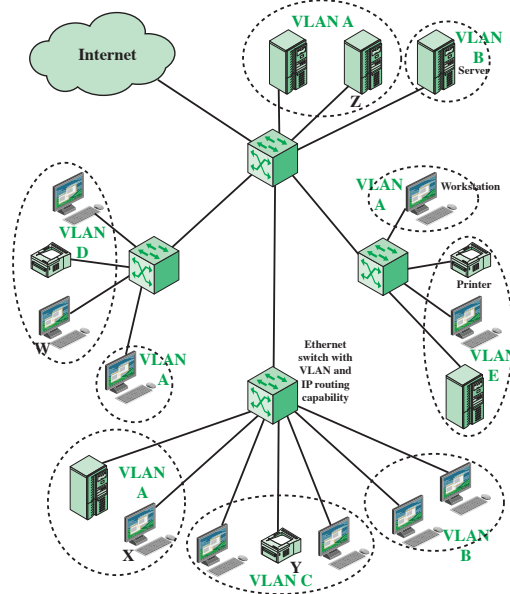 VLAN A
Internet
VLAN
B
Server
Z
VLAN
A
Workstation
VLAN
D
Printer
W
VLAN
E
Ethernet
switch with
VLAN and
IP routing
capability
VLAN
A
VLAN
A
X
Y
VLAN C
VLAN
B